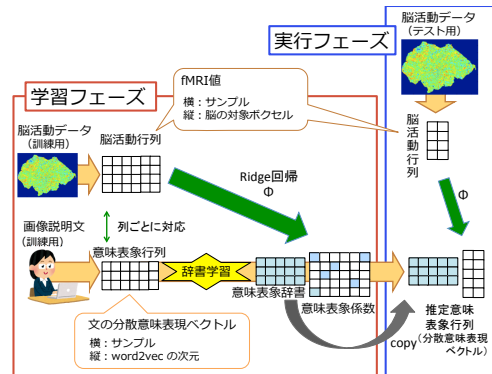 脳活動データ
(テスト用)
実行フェーズ
fMRI値
横：サンプル
縦：脳の対象ボクセル
学習フェーズ
脳活動データ
(訓練用)
脳活動行列
脳活動行列
Ridge回帰
Φ
Φ
画像説明文
(訓練用)
列ごとに対応
意味表象行列
辞書学習
意味表象辞書
意味表象係数
文の分散意味表現ベクトル
横：サンプル
縦：word2vec の次元
copy
推定意味
表象行列
(分散意味表現
ベクトル)